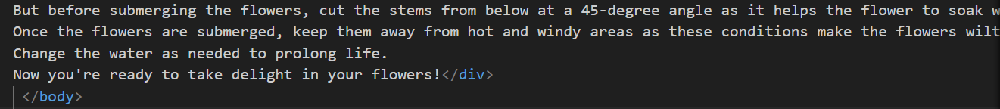 But before submerging the flowers, cut the stems from below at a 45-degree angle as it helps the flower to soak
Once the flowers are submerged, keep them away from hot and windy areas as these conditions make the flowers wilt
Change the water as needed to prolong life.
Now you're ready to take delight in your flowers!</div>
</body>